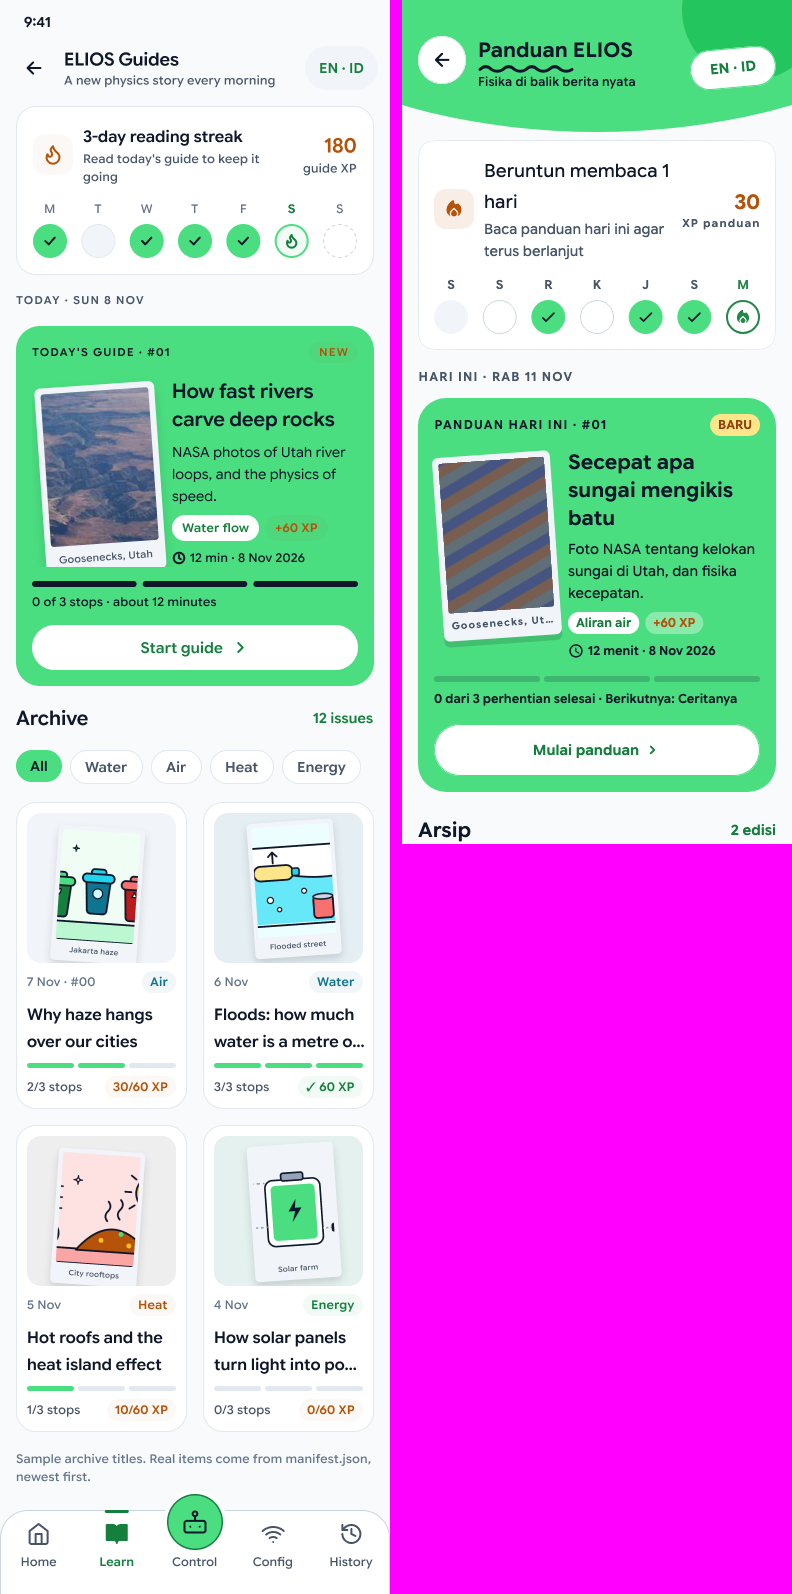 9:41
ELIOS Guides
A new physics story every morning
EN · ID
3-day reading streak
Read today's guide to keep it
going
180
guide XP
M T W T F S S
TODAY · SUN 8 NOV
TODAY'S GUIDE · #01
NEW
How fast rivers
carve deep rocks
NASA photos of Utah river
loops, and the physics of
speed.
Goosenecks, Utah
Water flow
+60 XP
12 min · 8 Nov 2026
0 of 3 stops · about 12 minutes
Start guide
Archive
12 issues
All
Water
Air
Heat
Energy
Jakarta haze
7 Nov · #00
Air
Why haze hangs
over our cities
2/3 stops
30/60 XP
Flooded street
6 Nov
Water
Floods: how much
water is a metre o...
3/3 stops
✓ 60 XP
City rooftops
5 Nov
Heat
Hot roofs and the
heat island effect
1/3 stops
10/60 XP
Solar farm
4 Nov
Energy
How solar panels
turn light into po...
0/3 stops
0/60 XP
Sample archive titles. Real items come from manifest.json,
newest first.
Home
Learn
Control
Config
History
Panduan ELIOS
Fisika di balik berita nyata
EN · ID
Beruntun membaca 1
hari
Baca panduan hari ini agar
terus berlanjut
30
XP panduan
S S R K J S M
HARI INI · RAB 11 NOV
PANDUAN HARI INI · #01
BARU
Secepat apa
sungai mengikis
batu
Foto NASA tentang kelokan
sungai di Utah, dan fisika
kecepatan.
Goosenecks, Ut...
Aliran air
+60 XP
12 menit · 8 Nov 2026
0 dari 3 perhentian selesai · Berikutnya: Ceritanya
Mulai panduan
Arsip
2 edisi